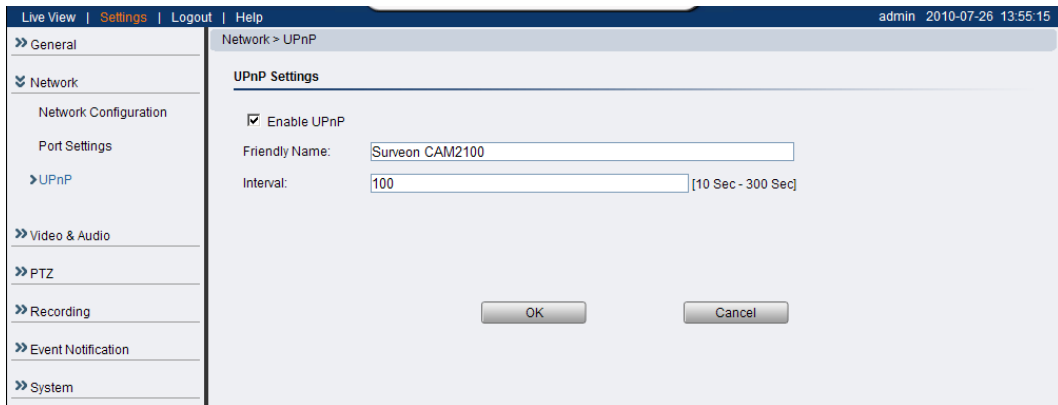 Live View | Settings | Logout | Help admin 2010-07-26 13:55:15
General
Network
Network Configuration
Port Settings
UPnP
Video & Audio
PTZ
Recording
Event Notification
System
Network > UPnP
UPnP Settings
Enable UPnP
Friendly Name: Surveon CAM2100
Interval: 100 [10 Sec - 300 Sec]
OK Cancel